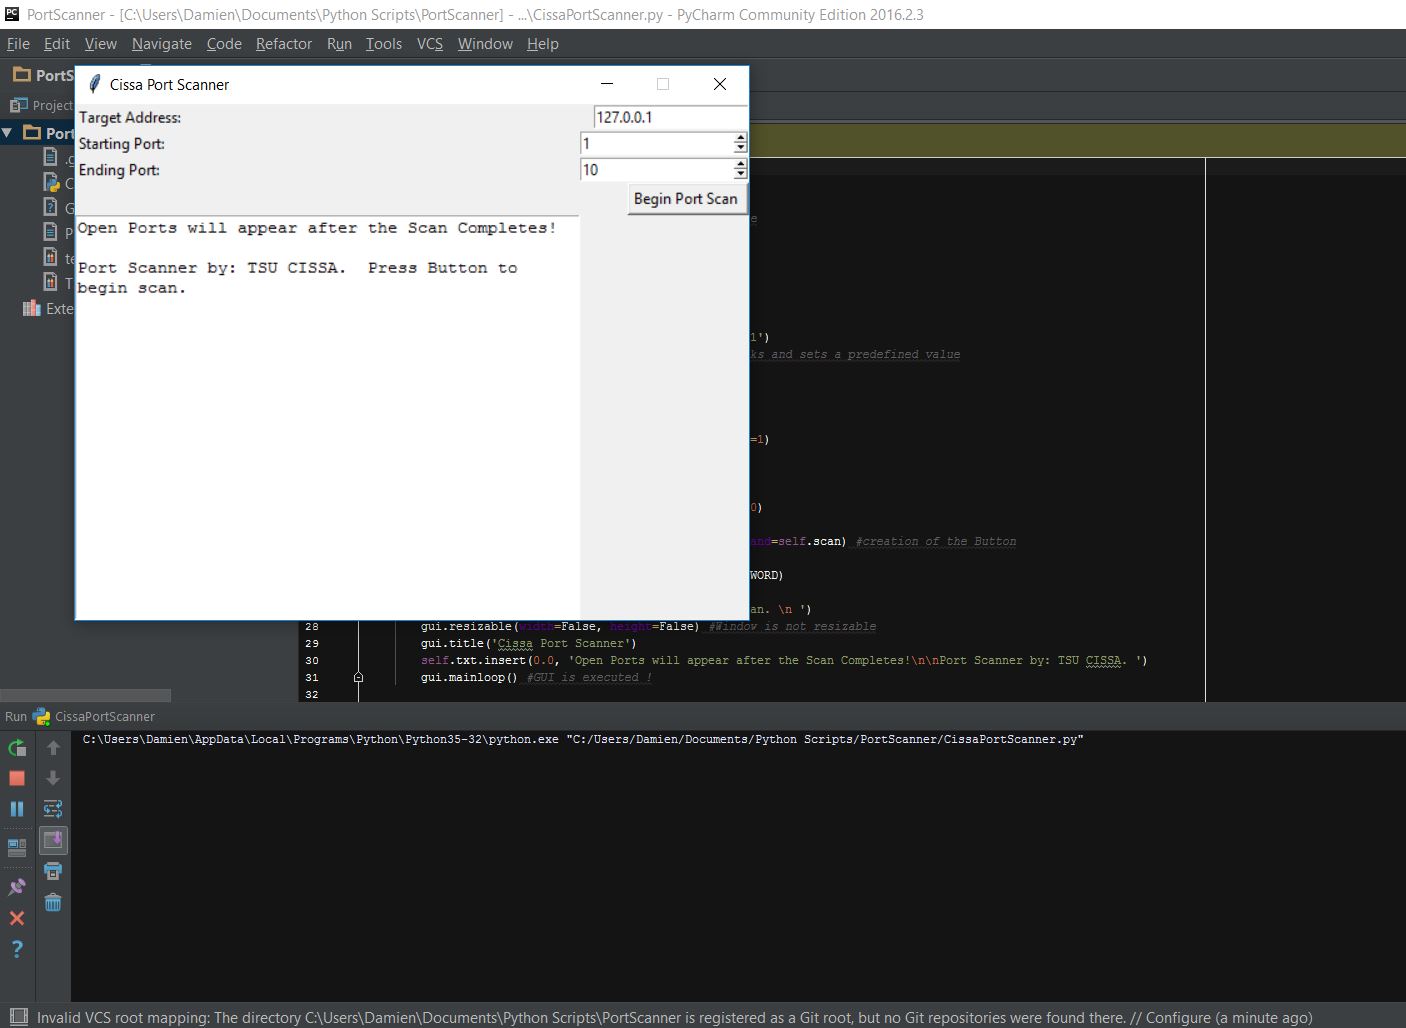 PortScanner - [C:\Users\Damien\Documents\Python Scripts\PortScanner] - ...\CissaPortScanner.py - PyCharm Community Edition 2016.2.3
File Edit View Navigate Code Refactor Run Tools VCS Window Help
PortS
Cissa Port Scanner
Project
Target Address: 127.0.0.1
Port
Starting Port: 1
Ending Port: 10
Begin Port Scan
Open Ports will appear after the Scan Completes!
Port Scanner by: TSU CISSA.  Press Button to
begin scan.
Exte
1')
ks and sets a predefined value
=1)
0)
and=self.scan) #creation of the Button
WORD)
an. \n ')
28 gui.resizable(width=False, height=False) #Window is not resizable
29 gui.title('Cissa Port Scanner')
30 self.txt.insert(0.0, 'Open Ports will appear after the Scan Completes!\n\nPort Scanner by: TSU CISSA. ')
31 gui.mainloop() #GUI is executed !
32
Run CissaPortScanner
C:\Users\Damien\AppData\Local\Programs\Python\Python35-32\python.exe "C:/Users/Damien/Documents/Python Scripts/PortScanner/CissaPortScanner.py"
Invalid VCS root mapping: The directory C:\Users\Damien\Documents\Python Scripts\PortScanner is registered as a Git root, but no Git repositories were found there. // Configure (a minute ago)